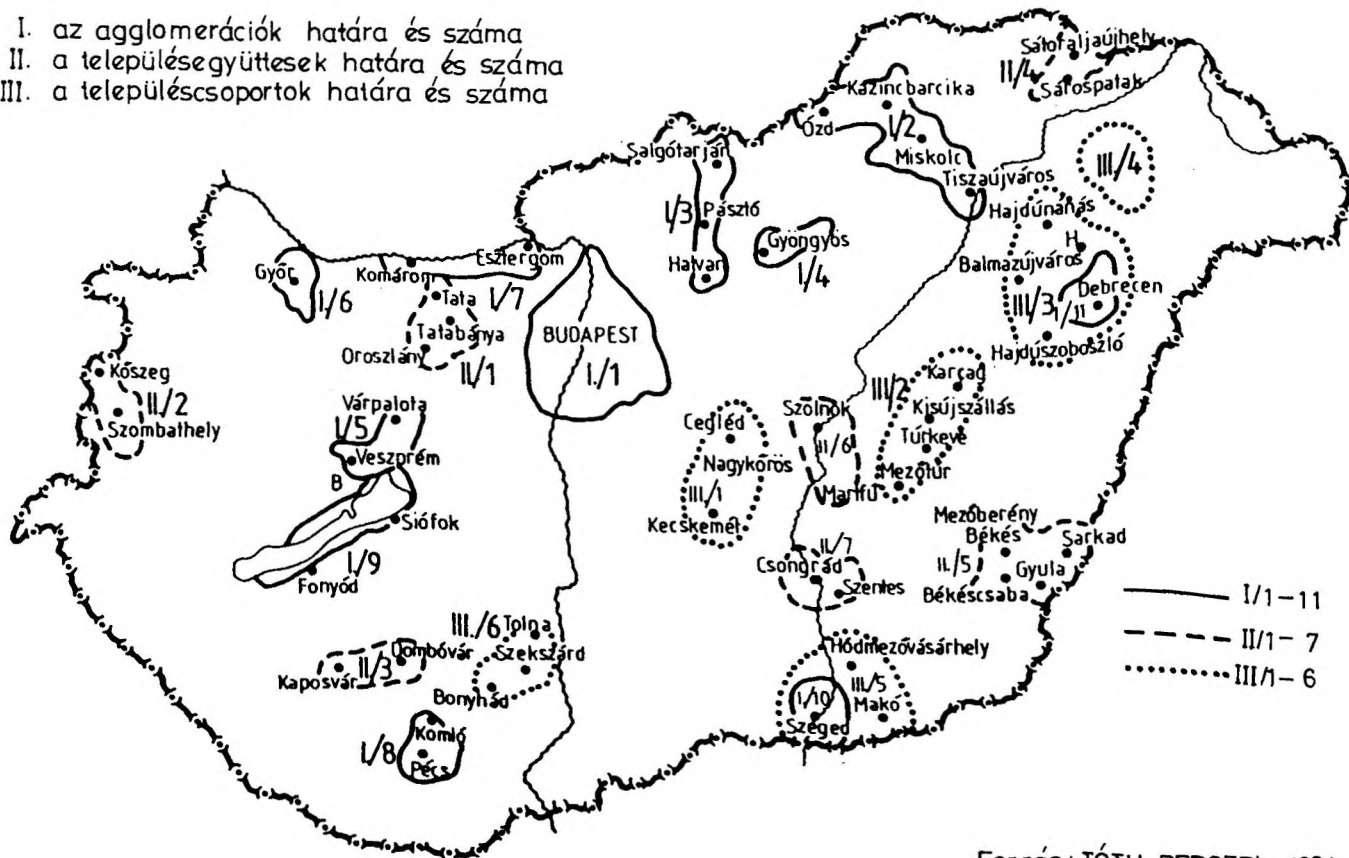 I. az agglomerációk határa és száma
II. a településegyüttesek határa és száma
III. a településcsoportok határa és száma
Sátoraljaújhely
II/4
Sárospatak
Kazincbarcika
Ózd
I/2
Miskolc
Tiszaújváros
III/4
Salgótarján
I/3
Pásztó
Hatvan
Gyöngyös
I/4
Hajdúnánás
H
Balmazújváros
Debrecen
III/3
I/11
Hajdúszoboszló
Győr
I/6
Komárom
Esztergom
I/7
Tata
Tatabánya
Oroszlány
II/1
BUDAPEST
I./1
Kőszeg
II./2
Szombathely
Várpalota
I/5
Veszprém
B
Siófok
I./9
Fonyód
Karcag
III/2
Kisújszállás
Túrkeve
Mezőtúr
Szolnok
II/6
Martfű
Cegléd
Nagykőrös
III/1
Kecskemét
Mezőberény
Békés
Sarkad
II./5
Gyula
Békéscsaba
II/7
Csongrád
Szentes
III./6
Tolna
Szekszárd
Bonyhád
Dombóvár
II/3
Kaposvár
Komló
I./8
Pécs
Hódmezővásárhely
III/5
I/10
Makó
Szeged
I/1-11
II/1-7
III/1-6